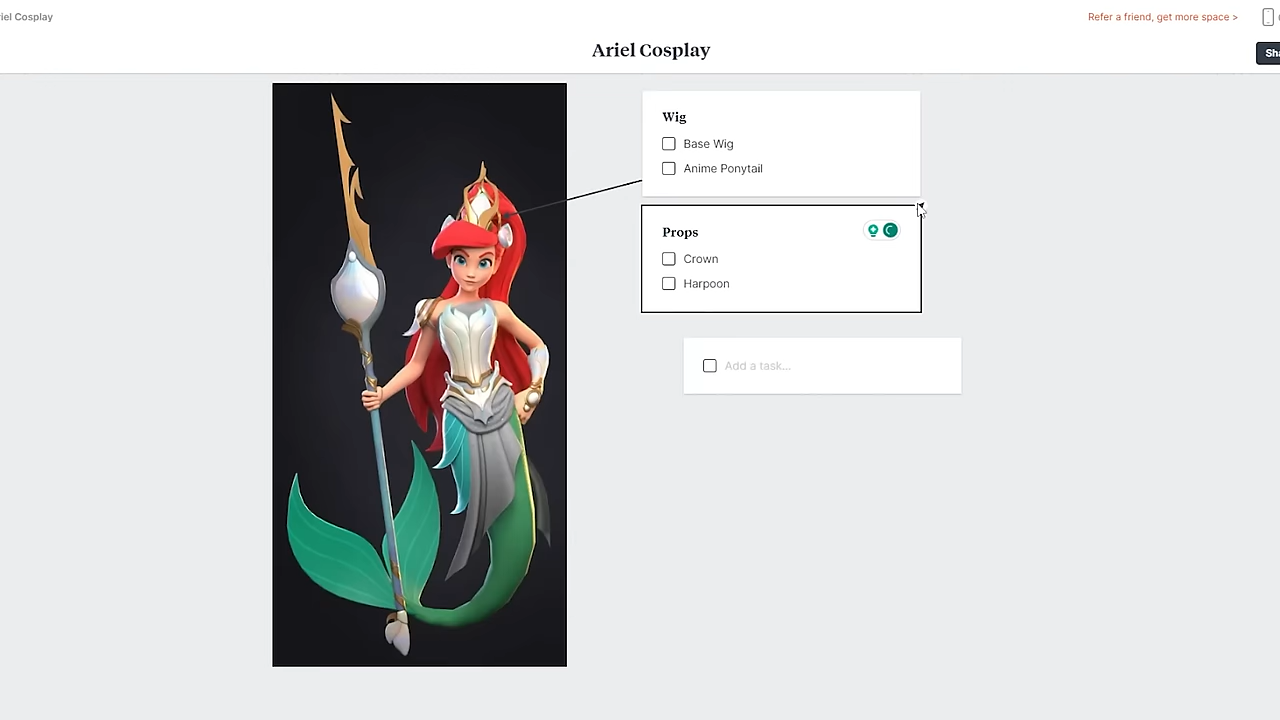 iel Cosplay
Refer a friend, get more space >
Ariel Cosplay
Sha
Wig
Base Wig
Anime Ponytail
Props
Crown
Harpoon
Add a task...